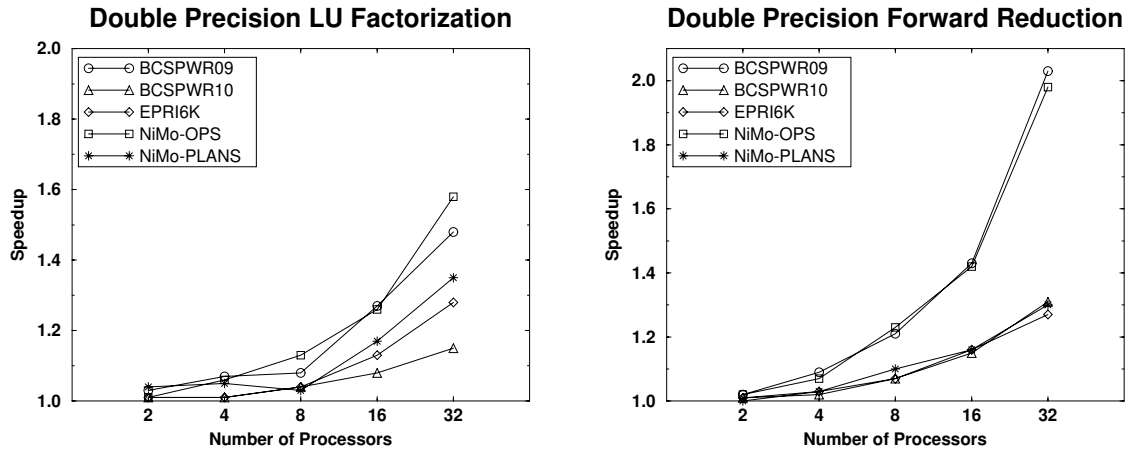 Double Precision LU Factorization
2.0
1.8
1.6
1.4
1.2
1.0
Speedup
BCSPWR09
BCSPWR10
EPRI6K
NiMo-OPS
NiMo-PLANS
2 4 8 16 32
Number of Processors
Double Precision Forward Reduction
2.0
1.8
1.6
1.4
1.2
1.0
Speedup
BCSPWR09
BCSPWR10
EPRI6K
NiMo-OPS
NiMo-PLANS
2 4 8 16 32
Number of Processors